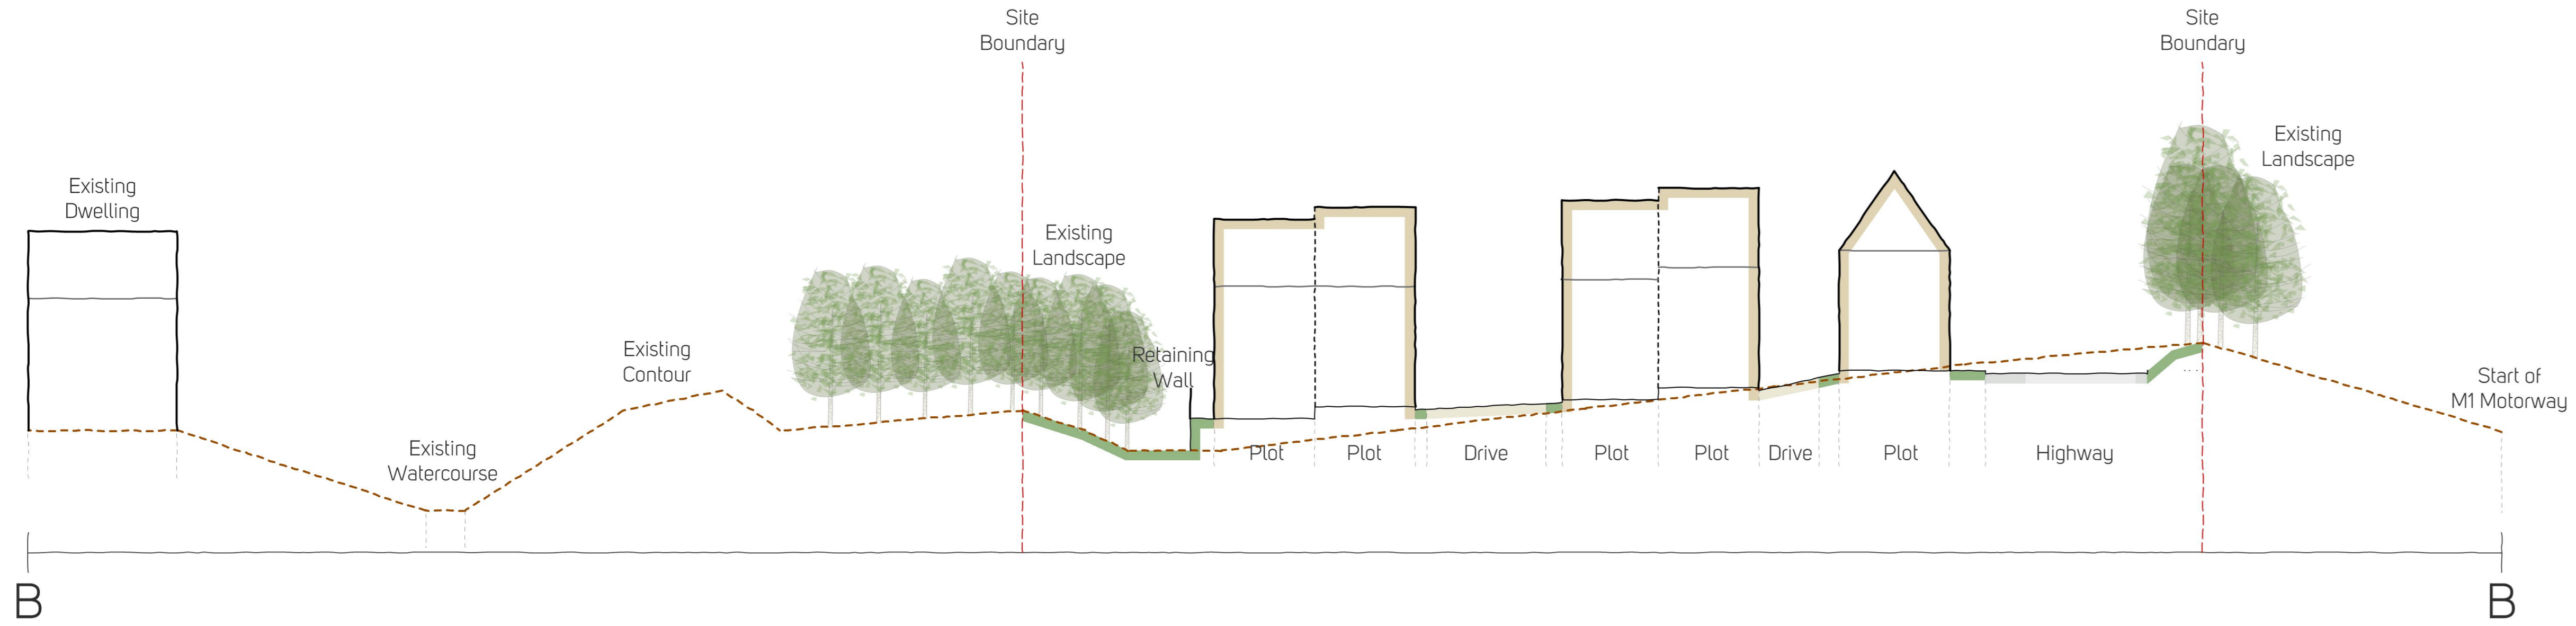 Site
Boundary
Site
Boundary
Existing
Landscape
Existing
Dwelling
Existing
Landscape
Existing
Contour
Retaining
Wall
Start of
M1 Motorway
Existing
Watercourse
Plot
Plot
Drive
Plot
Plot
Drive
Plot
Highway
B
B